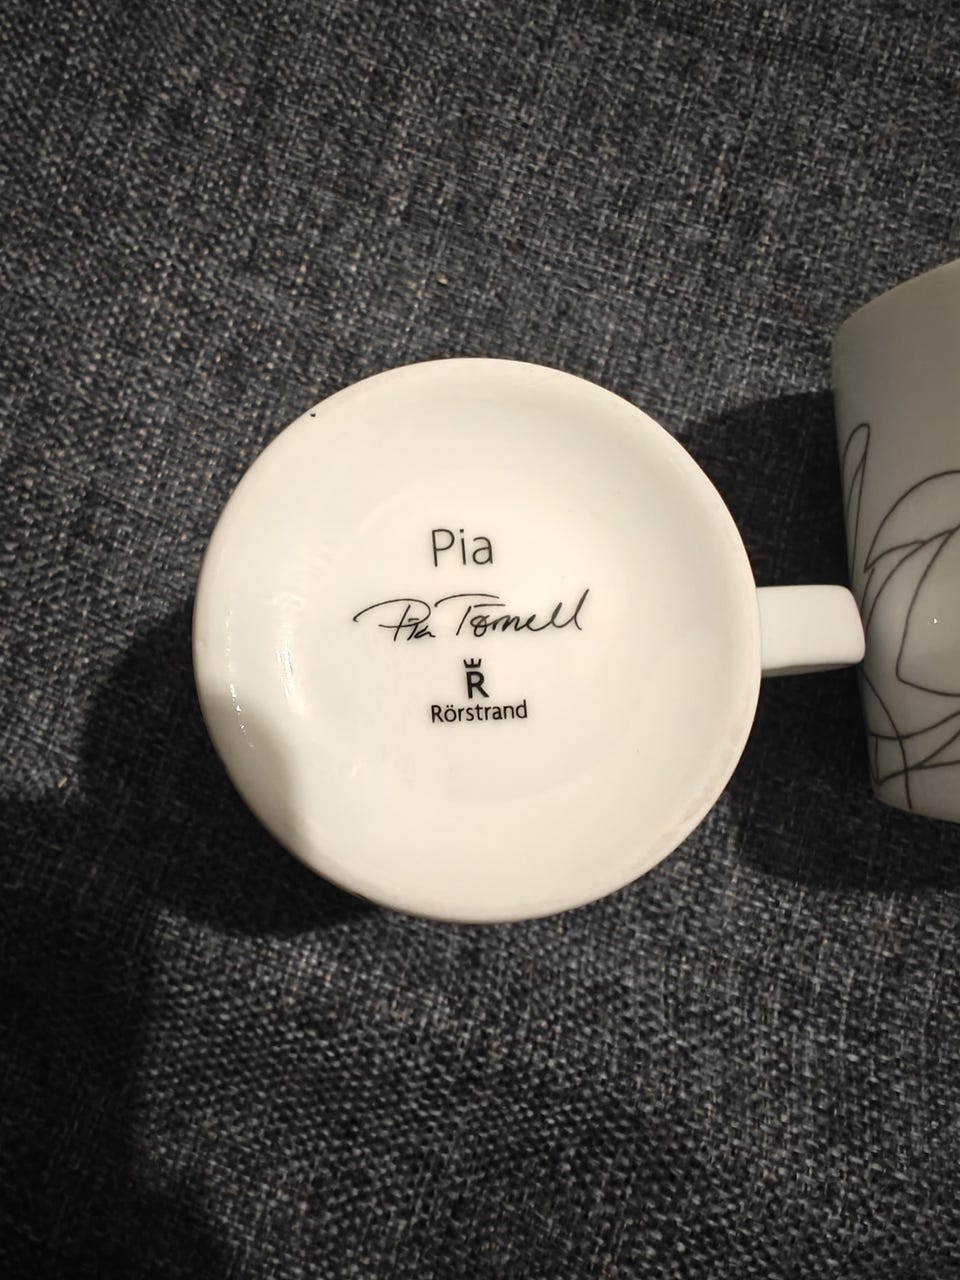 Pia
Pia Törnell
R
Rörstrand